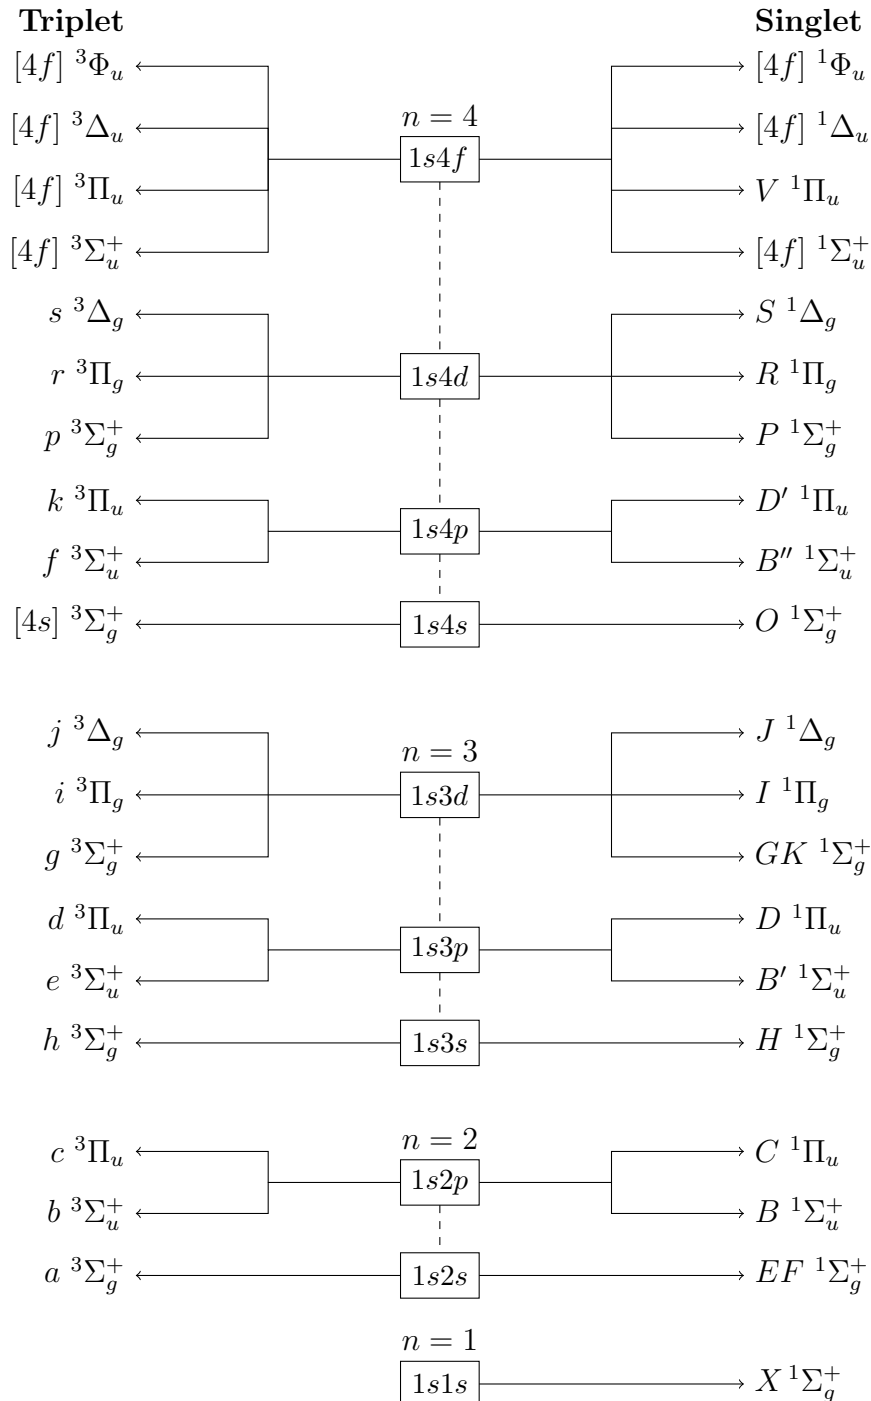 Triplet Singlet
[4f] ³Φu [4f] ¹Φu
n = 4
[4f] ³Δu [4f] ¹Δu
1s4f
[4f] ³Πu V ¹Πu
[4f] ³Σu⁺ [4f] ¹Σu⁺
s ³Δg S ¹Δg
r ³Πg 1s4d R ¹Πg
p ³Σg⁺ P ¹Σg⁺
k ³Πu D′ ¹Πu
1s4p
f ³Σu⁺ B″ ¹Σu⁺
[4s] ³Σg⁺ 1s4s O ¹Σg⁺
j ³Δg J ¹Δg
n = 3
i ³Πg 1s3d I ¹Πg
g ³Σg⁺ GK ¹Σg⁺
d ³Πu D ¹Πu
1s3p
e ³Σu⁺ B′ ¹Σu⁺
h ³Σg⁺ 1s3s H ¹Σg⁺
n = 2
c ³Πu C ¹Πu
1s2p
b ³Σu⁺ B ¹Σu⁺
a ³Σg⁺ 1s2s EF ¹Σg⁺
n = 1
1s1s X ¹Σg⁺